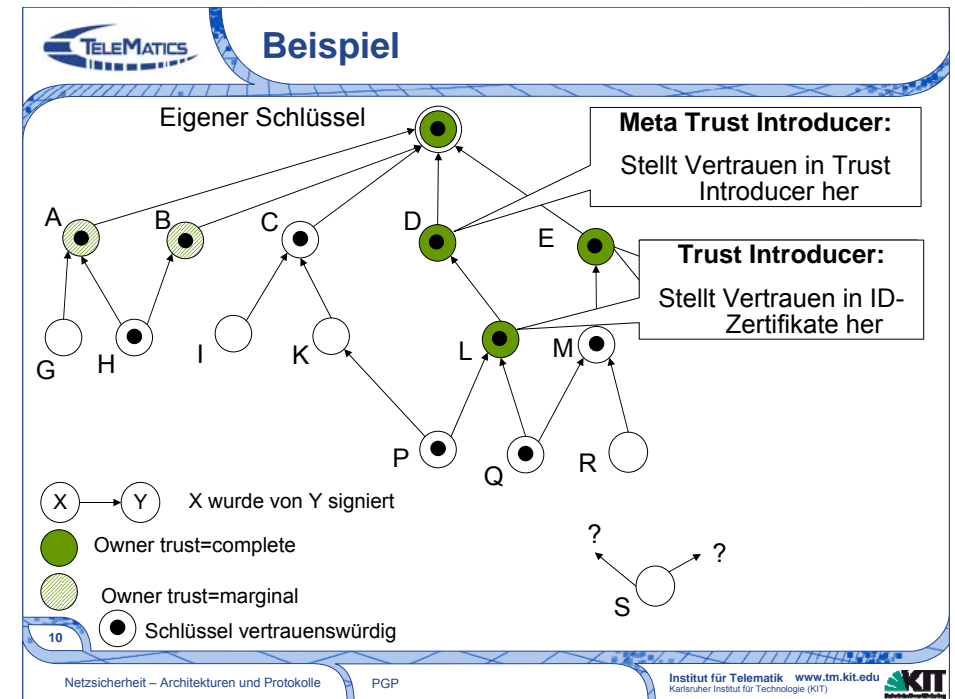 TELEMATICS
Beispiel
Eigener Schlüssel
Meta Trust Introducer:
Stellt Vertrauen in Trust
Introducer her
A
B
C
D
E
Trust Introducer:
Stellt Vertrauen in ID-
Zertifikate her
G
H
I
K
L
M
P
Q
R
X
Y
X wurde von Y signiert
Owner trust=complete
Owner trust=marginal
Schlüssel vertrauenswürdig
?
?
S
10
Netzsicherheit – Architekturen und Protokolle
PGP
Institut für Telematik www.tm.kit.edu
Karlsruher Institut für Technologie (KIT)
KIT